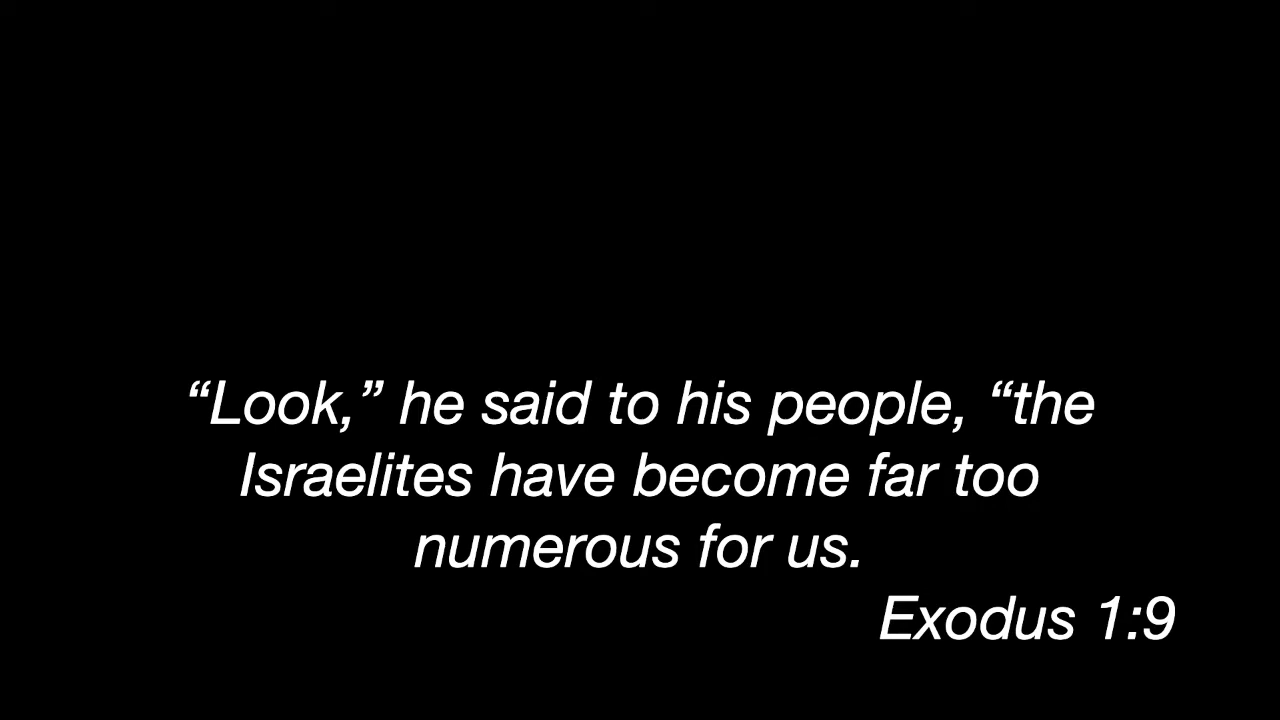 “Look,” he said to his people, “the
Israelites have become far too
numerous for us.
Exodus 1:9